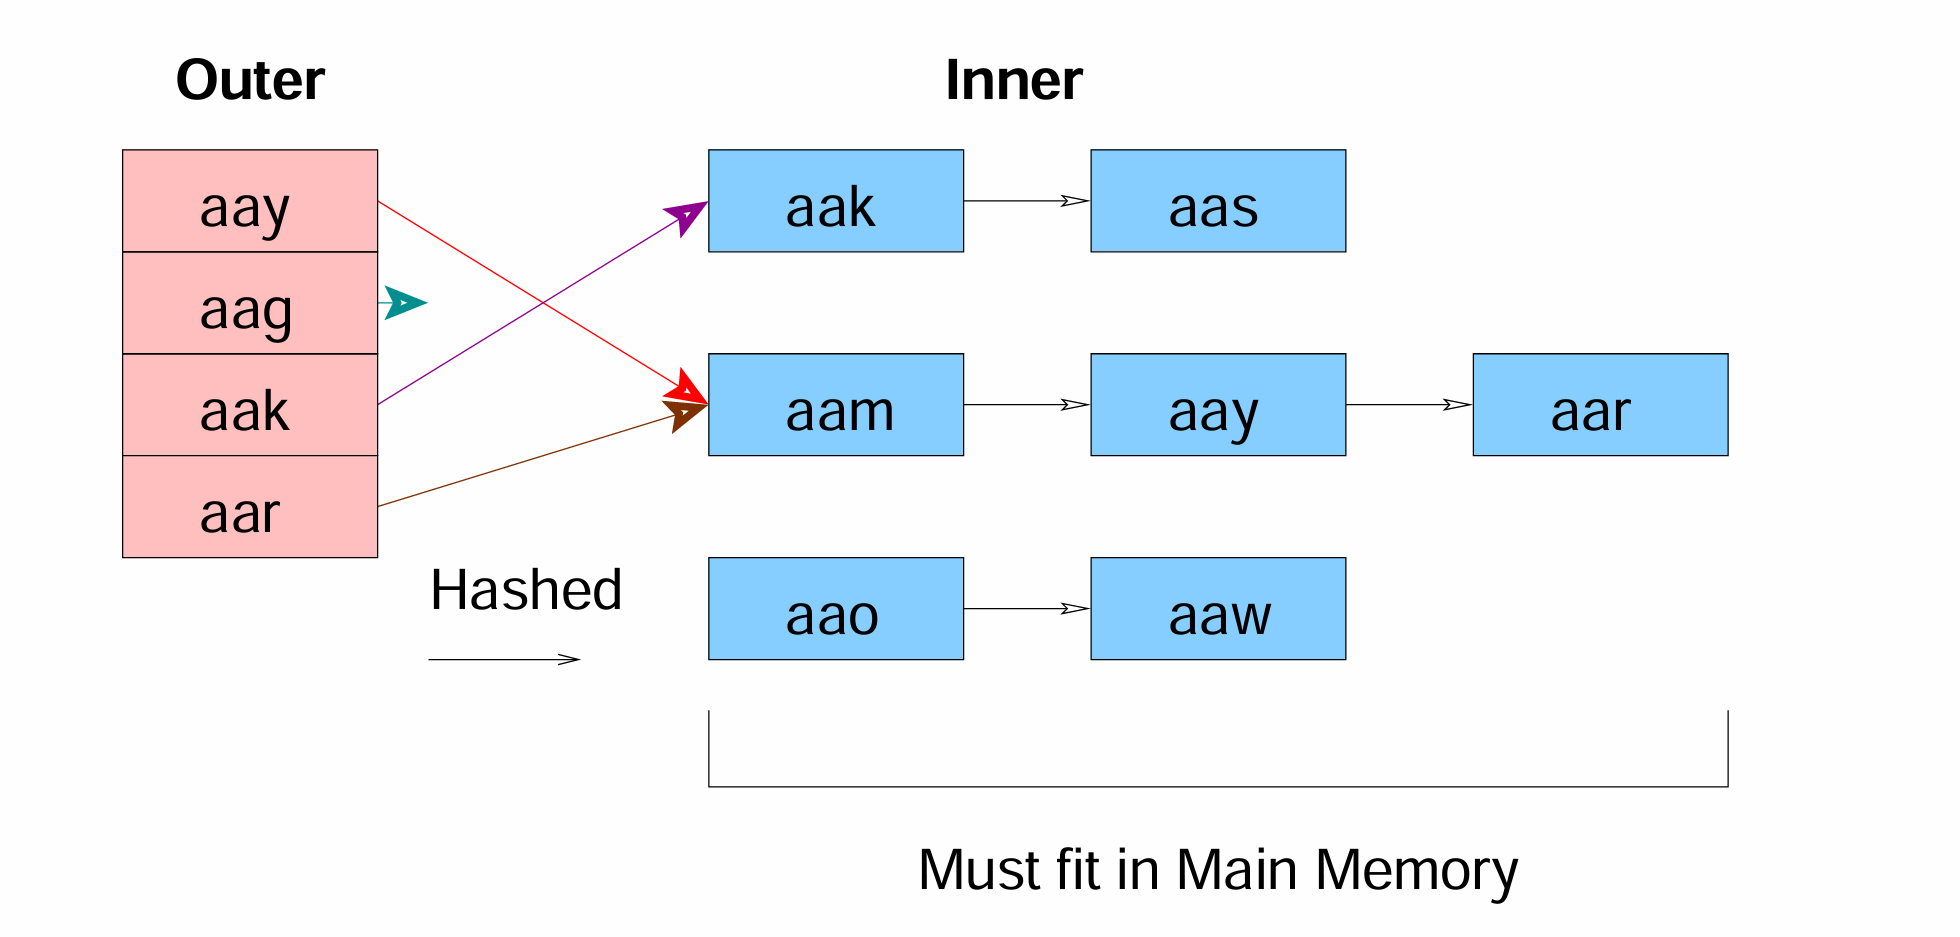 Outer
Inner
aay
aag
aak
aar
aak
aas
aam
aay
aar
aao
aaw
Hashed
Must fit in Main Memory